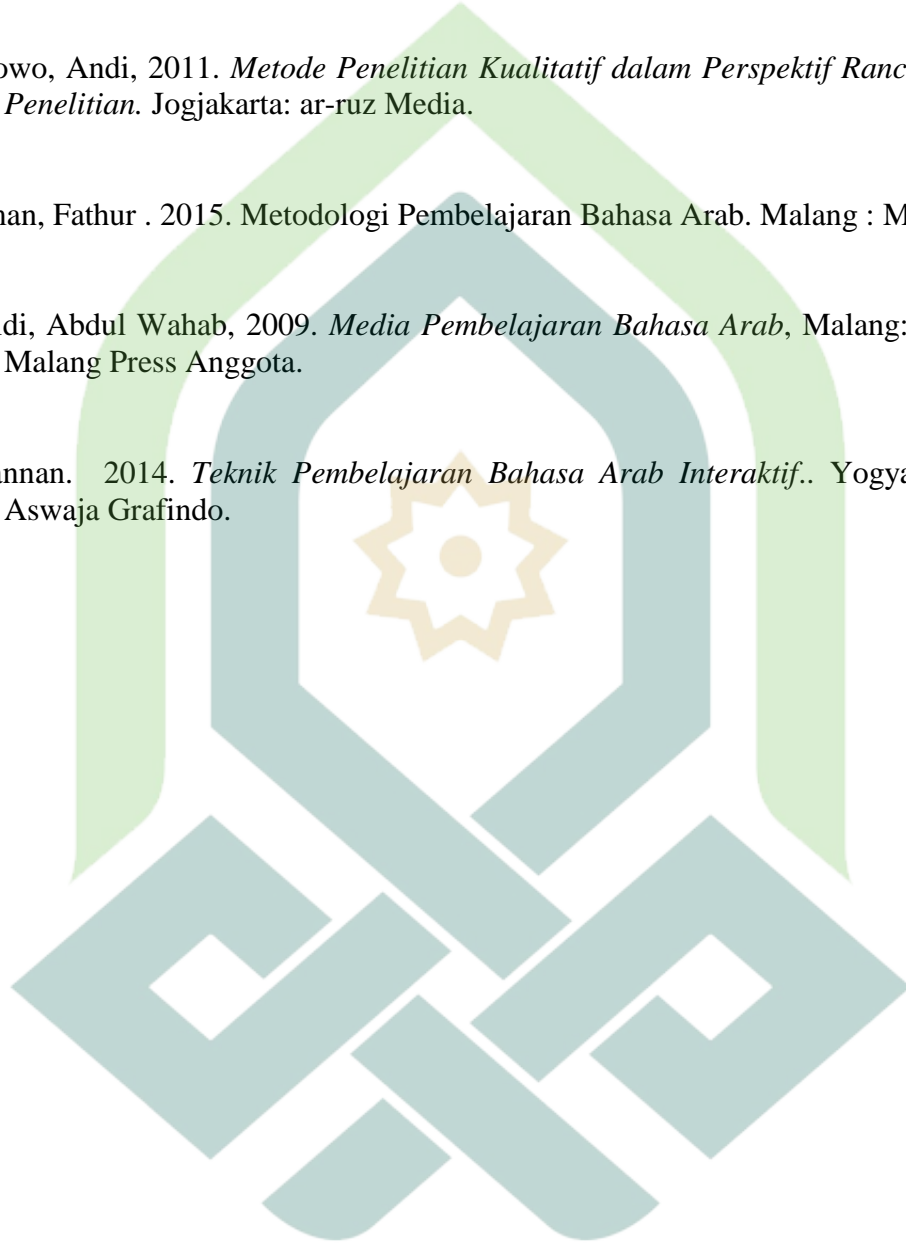 owo, Andi, 2011. Metode Penelitian Kualitatif dalam Perspektif Ranc
Penelitian. Jogjakarta: ar-ruz Media.
nan, Fathur . 2015. Metodologi Pembelajaran Bahasa Arab. Malang : M
di, Abdul Wahab, 2009. Media Pembelajaran Bahasa Arab, Malang:
Malang Press Anggota.
annan. 2014. Teknik Pembelajaran Bahasa Arab Interaktif.. Yogya
Aswaja Grafindo.